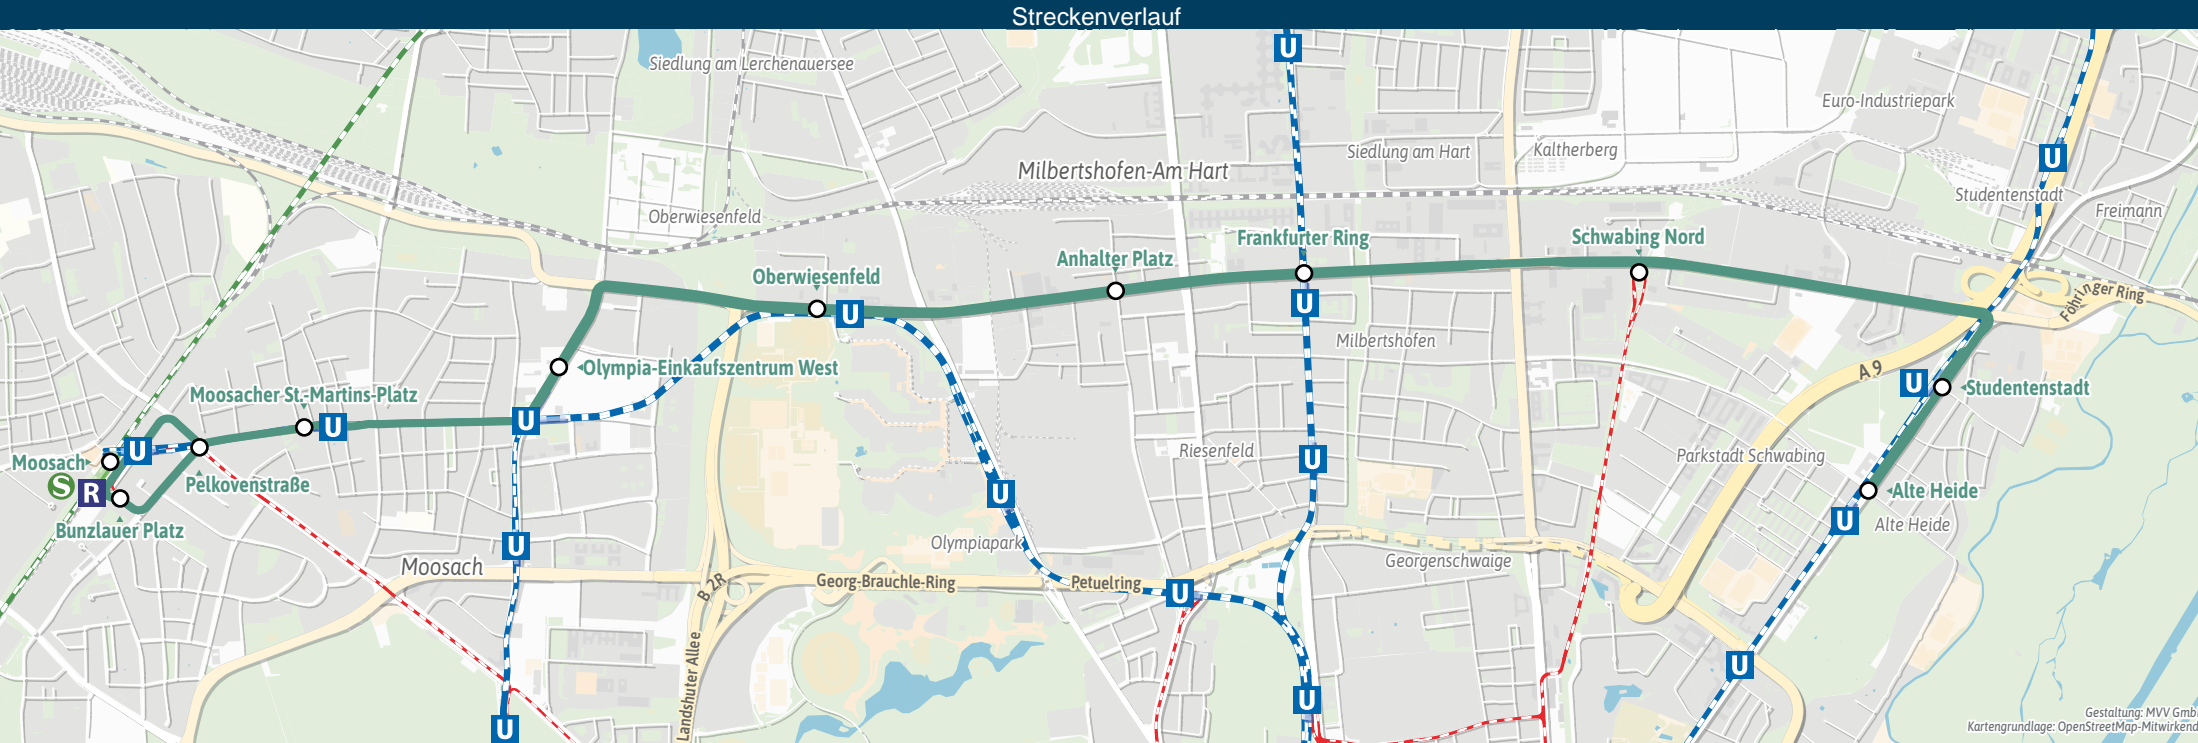 Streckenverlauf
U
Siedlung am Lerchenauersee
Euro-Industriepark
Siedlung am Hart
Kaltherberg
U
Milbertshofen-Am Hart
Studentenstadt
Freimann
Oberwiesenfeld
Frankfurter Ring
Schwabing Nord
Anhalter Platz
Oberwiesenfeld
Föhringer Ring
U
U
Milbertshofen
Olympia-Einkaufszentrum West
A 9
U
Studentenstadt
Moosacher St.-Martins-Platz
U
U
U
Riesenfeld
Parkstadt Schwabing
U
Moosach
Pelkovenstraße
S
R
U
Alte Heide
Bunzlauer Platz
U
Alte Heide
U
Olympiapark
Georgenschwaige
Moosach
B 2R
Georg-Brauchle-Ring
Petuelring
U
Landshuter Allee
U
U
U
Gestaltung: MVV Gmb
Kartengrundlage: OpenStreetMap-Mitwirkend